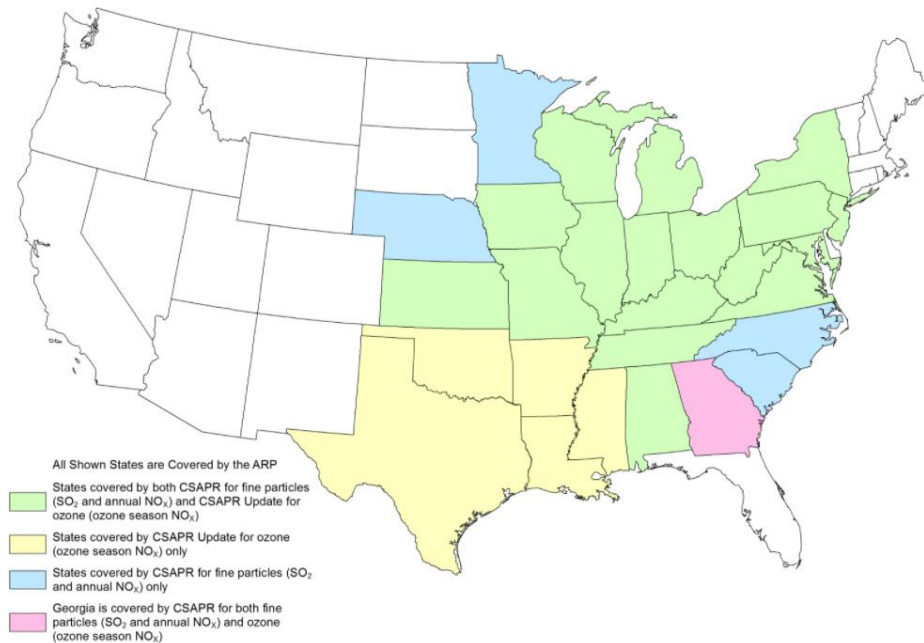 All Shown States are Covered by the ARP
States covered by both CSAPR for fine particles
(SO₂ and annual NOₓ) and CSAPR Update for
ozone (ozone season NOₓ)
States covered by CSAPR Update for ozone
(ozone season NOₓ) only
States covered by CSAPR for fine particles (SO₂
and annual NOₓ) only
Georgia is covered by CSAPR for both fine
particles (SO₂ and annual NOₓ) and ozone
(ozone season NOₓ)